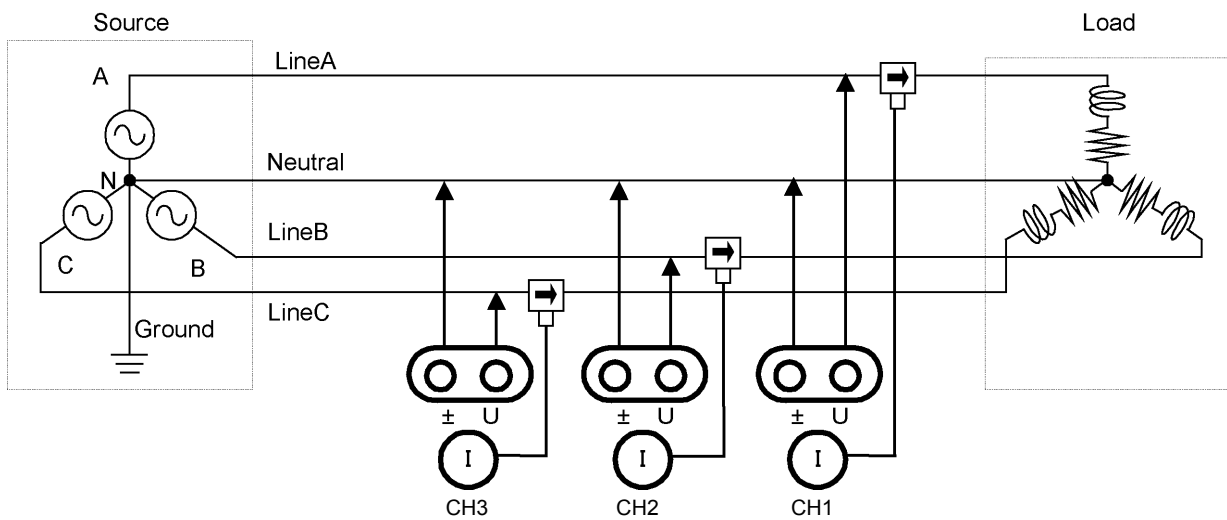 Source
Load
A
LineA
Neutral
N
LineB
C
B
LineC
Ground
± U
± U
± U
I
I
I
CH3
CH2
CH1